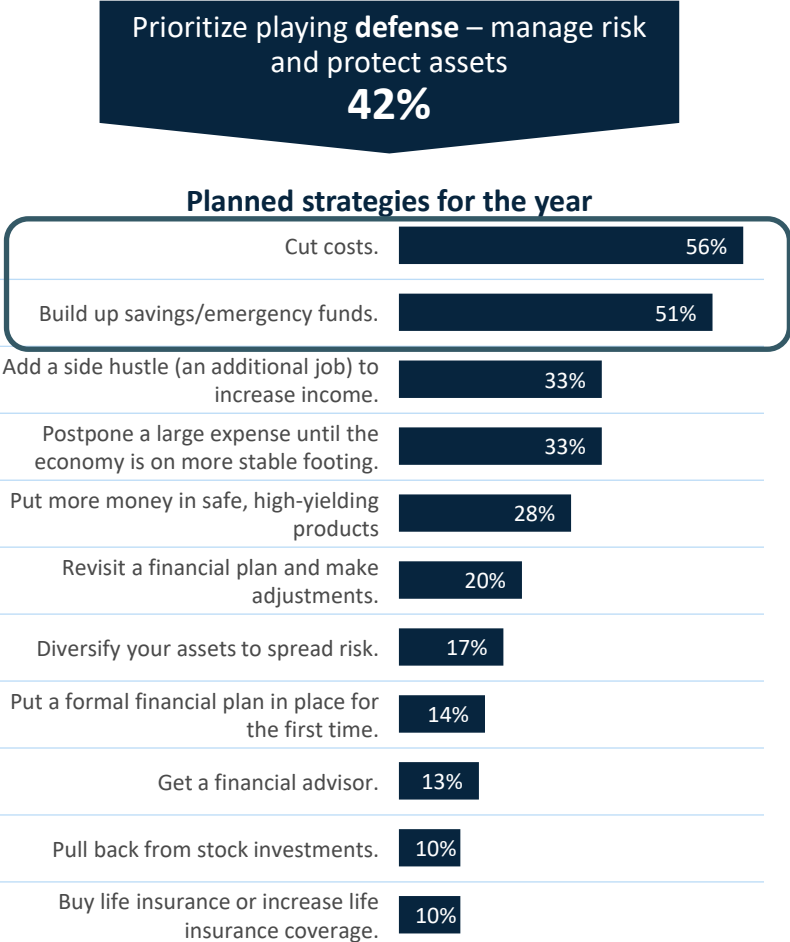 Prioritize playing defense – manage risk
and protect assets
42%
Planned strategies for the year
Cut costs.
56%
Build up savings/emergency funds.
51%
Add a side hustle (an additional job) to
increase income.
33%
Postpone a large expense until the
economy is on more stable footing.
33%
Put more money in safe, high-yielding
products
28%
Revisit a financial plan and make
adjustments.
20%
Diversify your assets to spread risk.
17%
Put a formal financial plan in place for
the first time.
14%
Get a financial advisor.
13%
Pull back from stock investments.
10%
Buy life insurance or increase life
insurance coverage.
10%